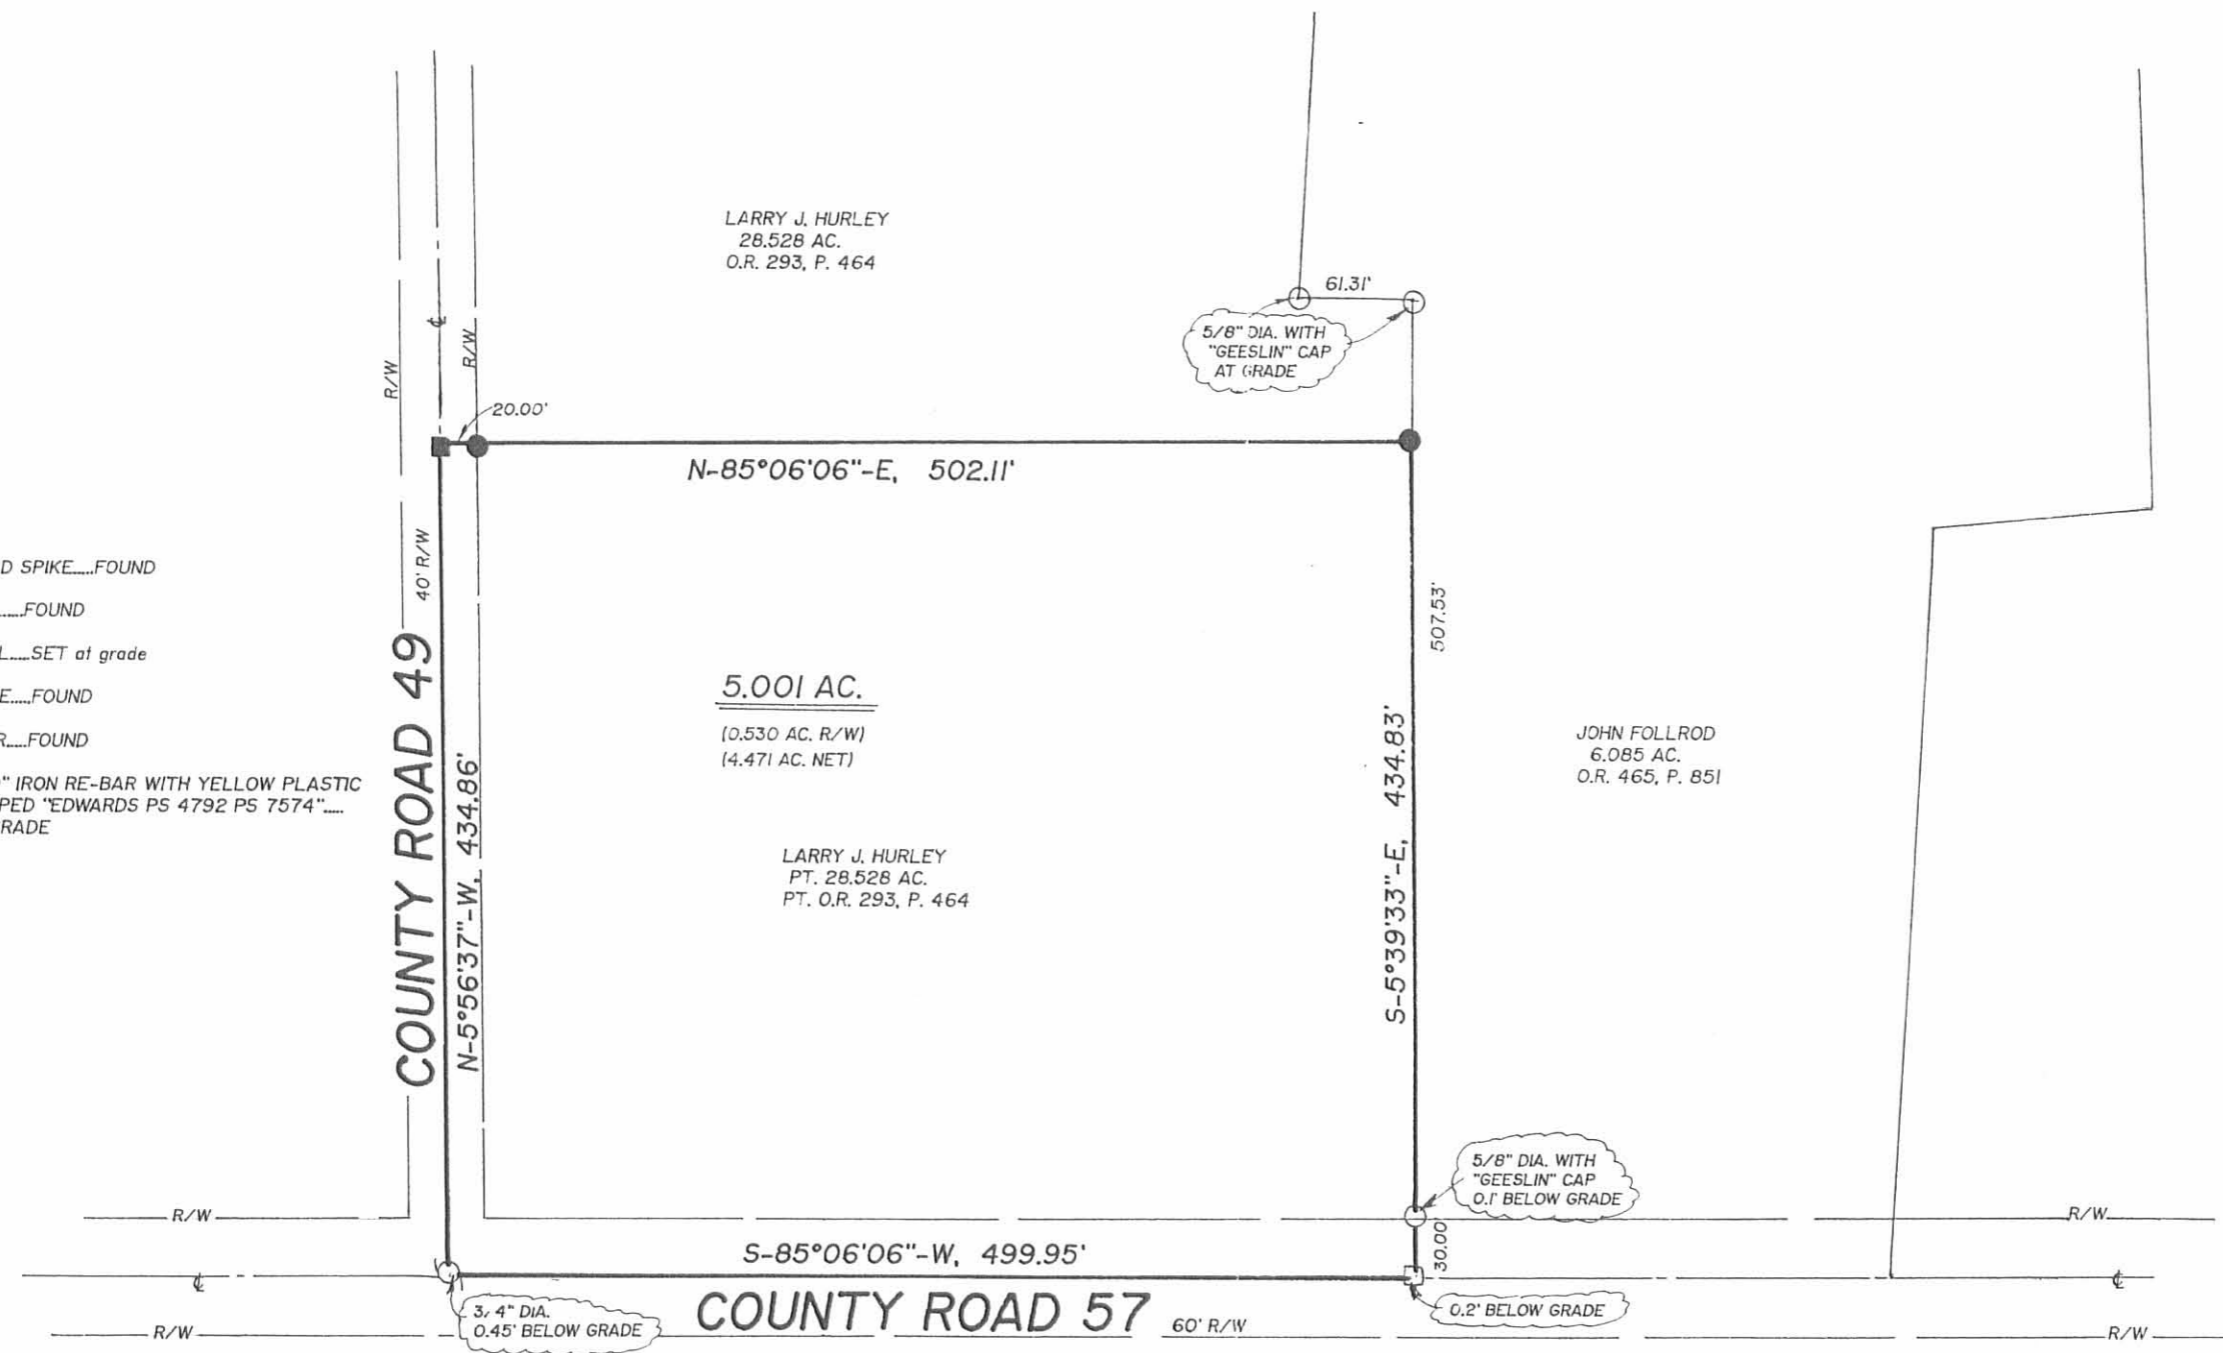 LARRY J. HURLEY
28.528 AC.
O.R. 293, P. 464
61.31'
5/8" DIA. WITH
"GEESLIN" CAP
AT GRADE
℄
R/W
R/W
20.00'
N-85°06'06"-E, 502.11'
40' R/W
D SPIKE.....FOUND
.....FOUND
L.....SET at grade
E.....FOUND
R.....FOUND
" IRON RE-BAR WITH YELLOW PLASTIC
PED "EDWARDS PS 4792 PS 7574".....
RADE
COUNTY ROAD 49
N-5°56'37"-W, 434.86'
5.001 AC.
(0.530 AC. R/W)
(4.471 AC. NET)
LARRY J. HURLEY
PT. 28.528 AC.
PT. O.R. 293, P. 464
507.53'
S-5°39'33"-E, 434.83'
JOHN FOLLROD
6.085 AC.
O.R. 465, P. 851
5/8" DIA. WITH
"GEESLIN" CAP
0.1' BELOW GRADE
R/W
R/W
30.00'
S-85°06'06"-W, 499.95'
℄
℄
3/4" DIA.
0.45' BELOW GRADE
COUNTY ROAD 57
60' R/W
0.2' BELOW GRADE
R/W
R/W